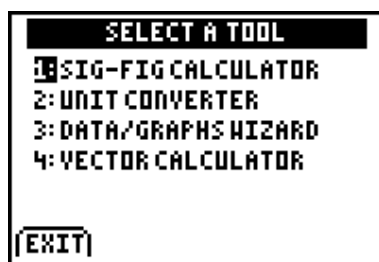 SELECT A TOOL
1:SIG-FIG CALCULATOR
2:UNIT CONVERTER
3:DATA/GRAPHS WIZARD
4:VECTOR CALCULATOR
EXIT